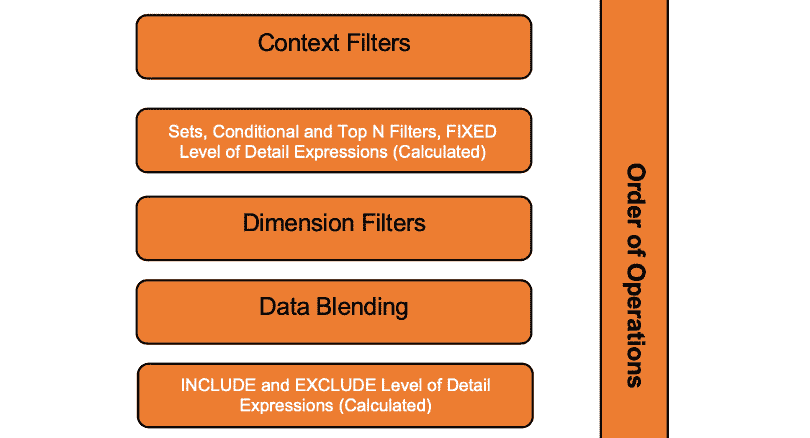 Context Filters
Sets, Conditional and Top N Filters, FIXED
Level of Detail Expressions (Calculated)
Dimension Filters
Data Blending
INCLUDE and EXCLUDE Level of Detail
Expressions (Calculated)
Order of Operations